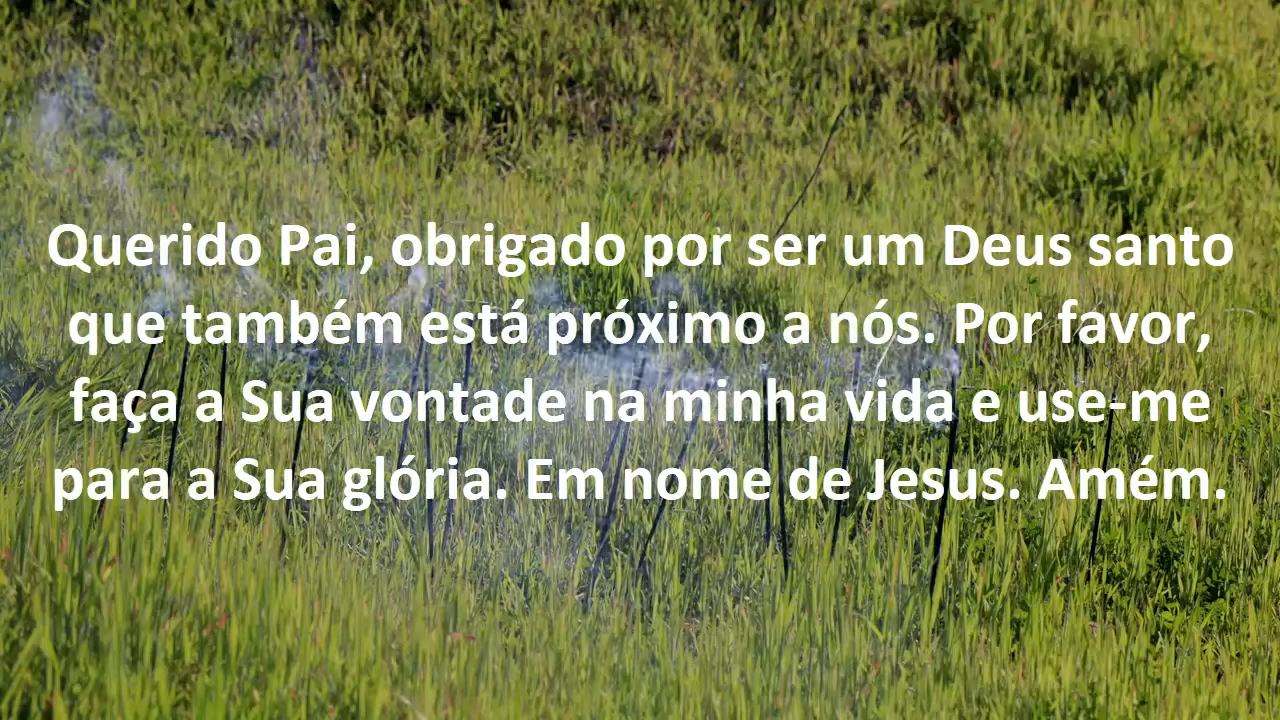 Querido Pai, obrigado por ser um Deus santo
que também está próximo a nós. Por favor,
faça a Sua vontade na minha vida e use-me
para a Sua glória. Em nome de Jesus. Amém.